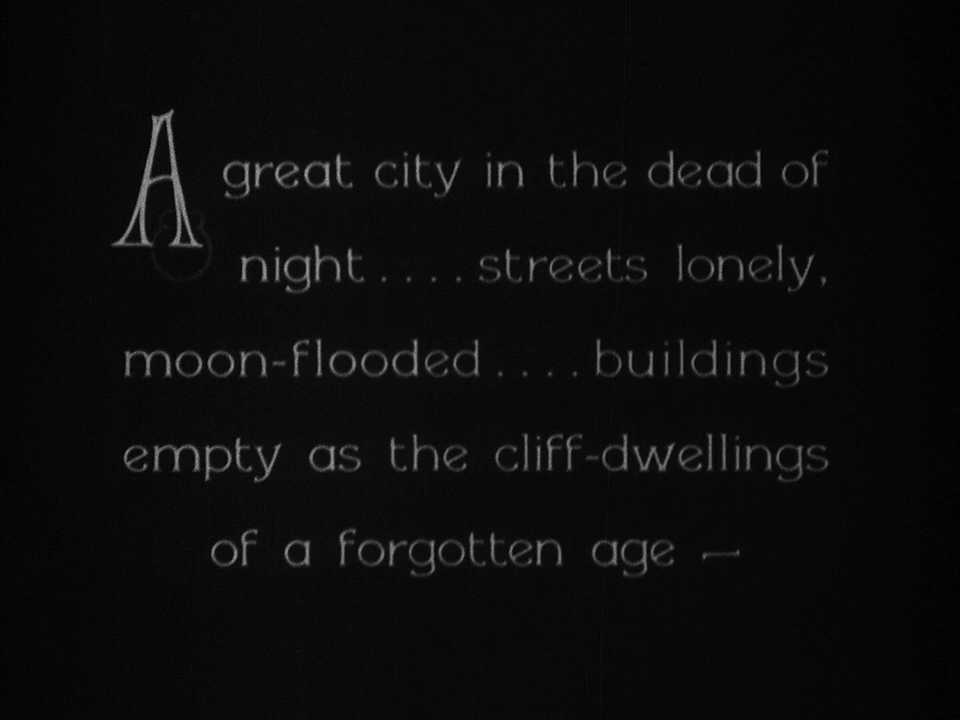 A great city in the dead of
night....streets lonely,
moon-flooded....buildings
empty as the cliff-dwellings
of a forgotten age —